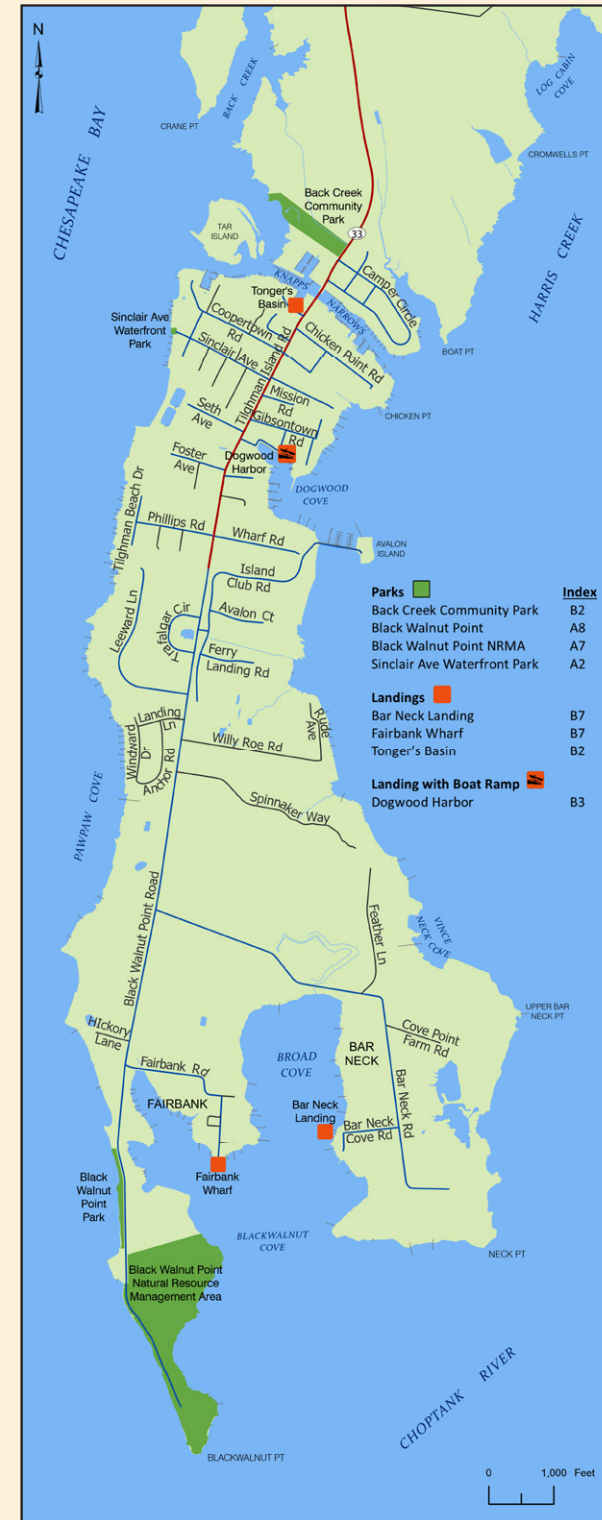 N
CHESAPEAKE BAY
BACK CREEK
LOG CABIN
COVE
CRANE PT
CROMWELLS PT
Back Creek
Community
Park
TAR
ISLAND
33
HARRIS CREEK
KNAPPS
NARROWS
Camper Circle
Tonger's
Basin
Sinclair Ave
Waterfront
Park
Coopertown
Rd
Chicken Point Rd
BOAT PT
Sinclair Ave
Tilghman Island Rd
Mission
Rd
CHICKEN PT
Seth
Ave
Gibsontown
Rd
Foster
Ave
Dogwood
Harbor
DOGWOOD
COVE
Tilghman Beach Dr
Phillips Rd
Wharf Rd
AVALON
ISLAND
Island
Club Rd
Leeward Ln
Trafalgar Cir
Avalon Ct
Ferry
Landing Rd
Parks
Index
Back Creek Community Park B2
Black Walnut Point A8
Black Walnut Point NRMA A7
Sinclair Ave Waterfront Park A2
Landings
Bar Neck Landing B7
Fairbank Wharf B7
Tonger's Basin B2
Landing with Boat Ramp
Dogwood Harbor B3
Landing
Ln
Windward
Dr
Anchor Rd
Rude
Ave
Willy Roe Rd
Spinnaker Way
PAWPAW COVE
Black Walnut Point Road
Feather Ln
VINCE
NECK COVE
UPPER BAR
NECK PT
HIckory
Lane
Cove Point
Farm Rd
BAR
NECK
BROAD
COVE
Fairbank Rd
FAIRBANK
Bar Neck
Landing
Bar Neck
Cove Rd
Bar Neck Rd
Fairbank
Wharf
Black
Walnut
Point
Park
BLACKWALNUT
COVE
NECK PT
Black Walnut Point
Natural Resource
Management Area
CHOPTANK RIVER
BLACKWALNUT PT
0 1,000 Feet